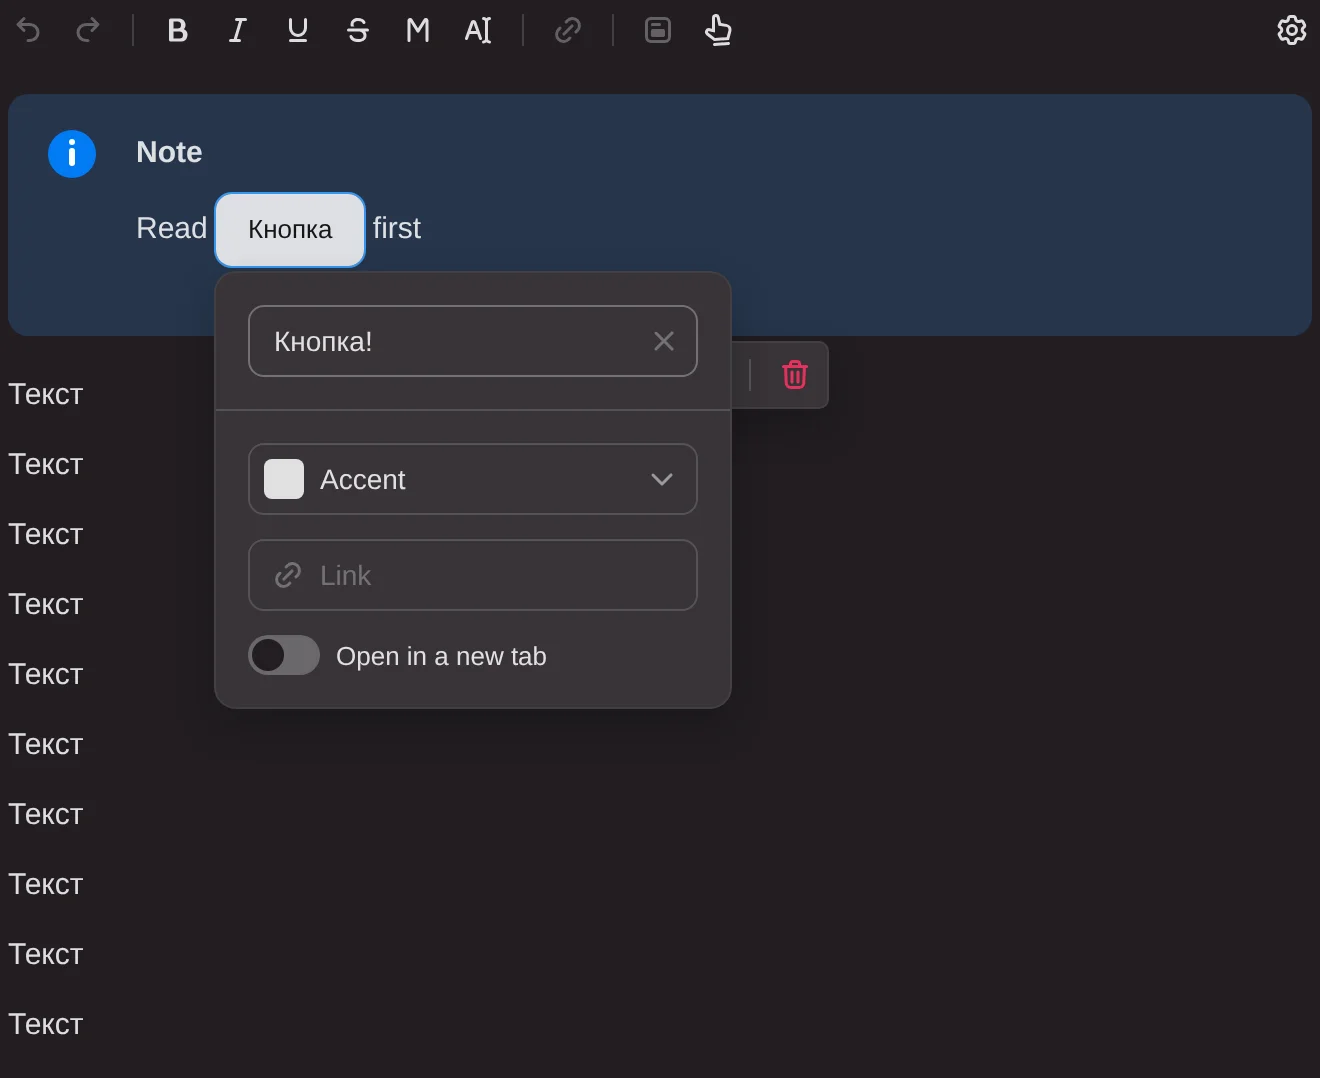 Note
Read Кнопка first
Кнопка!
Accent
Link
Open in a new tab
Текст
Текст
Текст
Текст
Текст
Текст
Текст
Текст
Текст
Текст